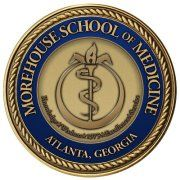 MOREHOUSE SCHOOL OF MEDICINE
ATLANTA, GEORGIA